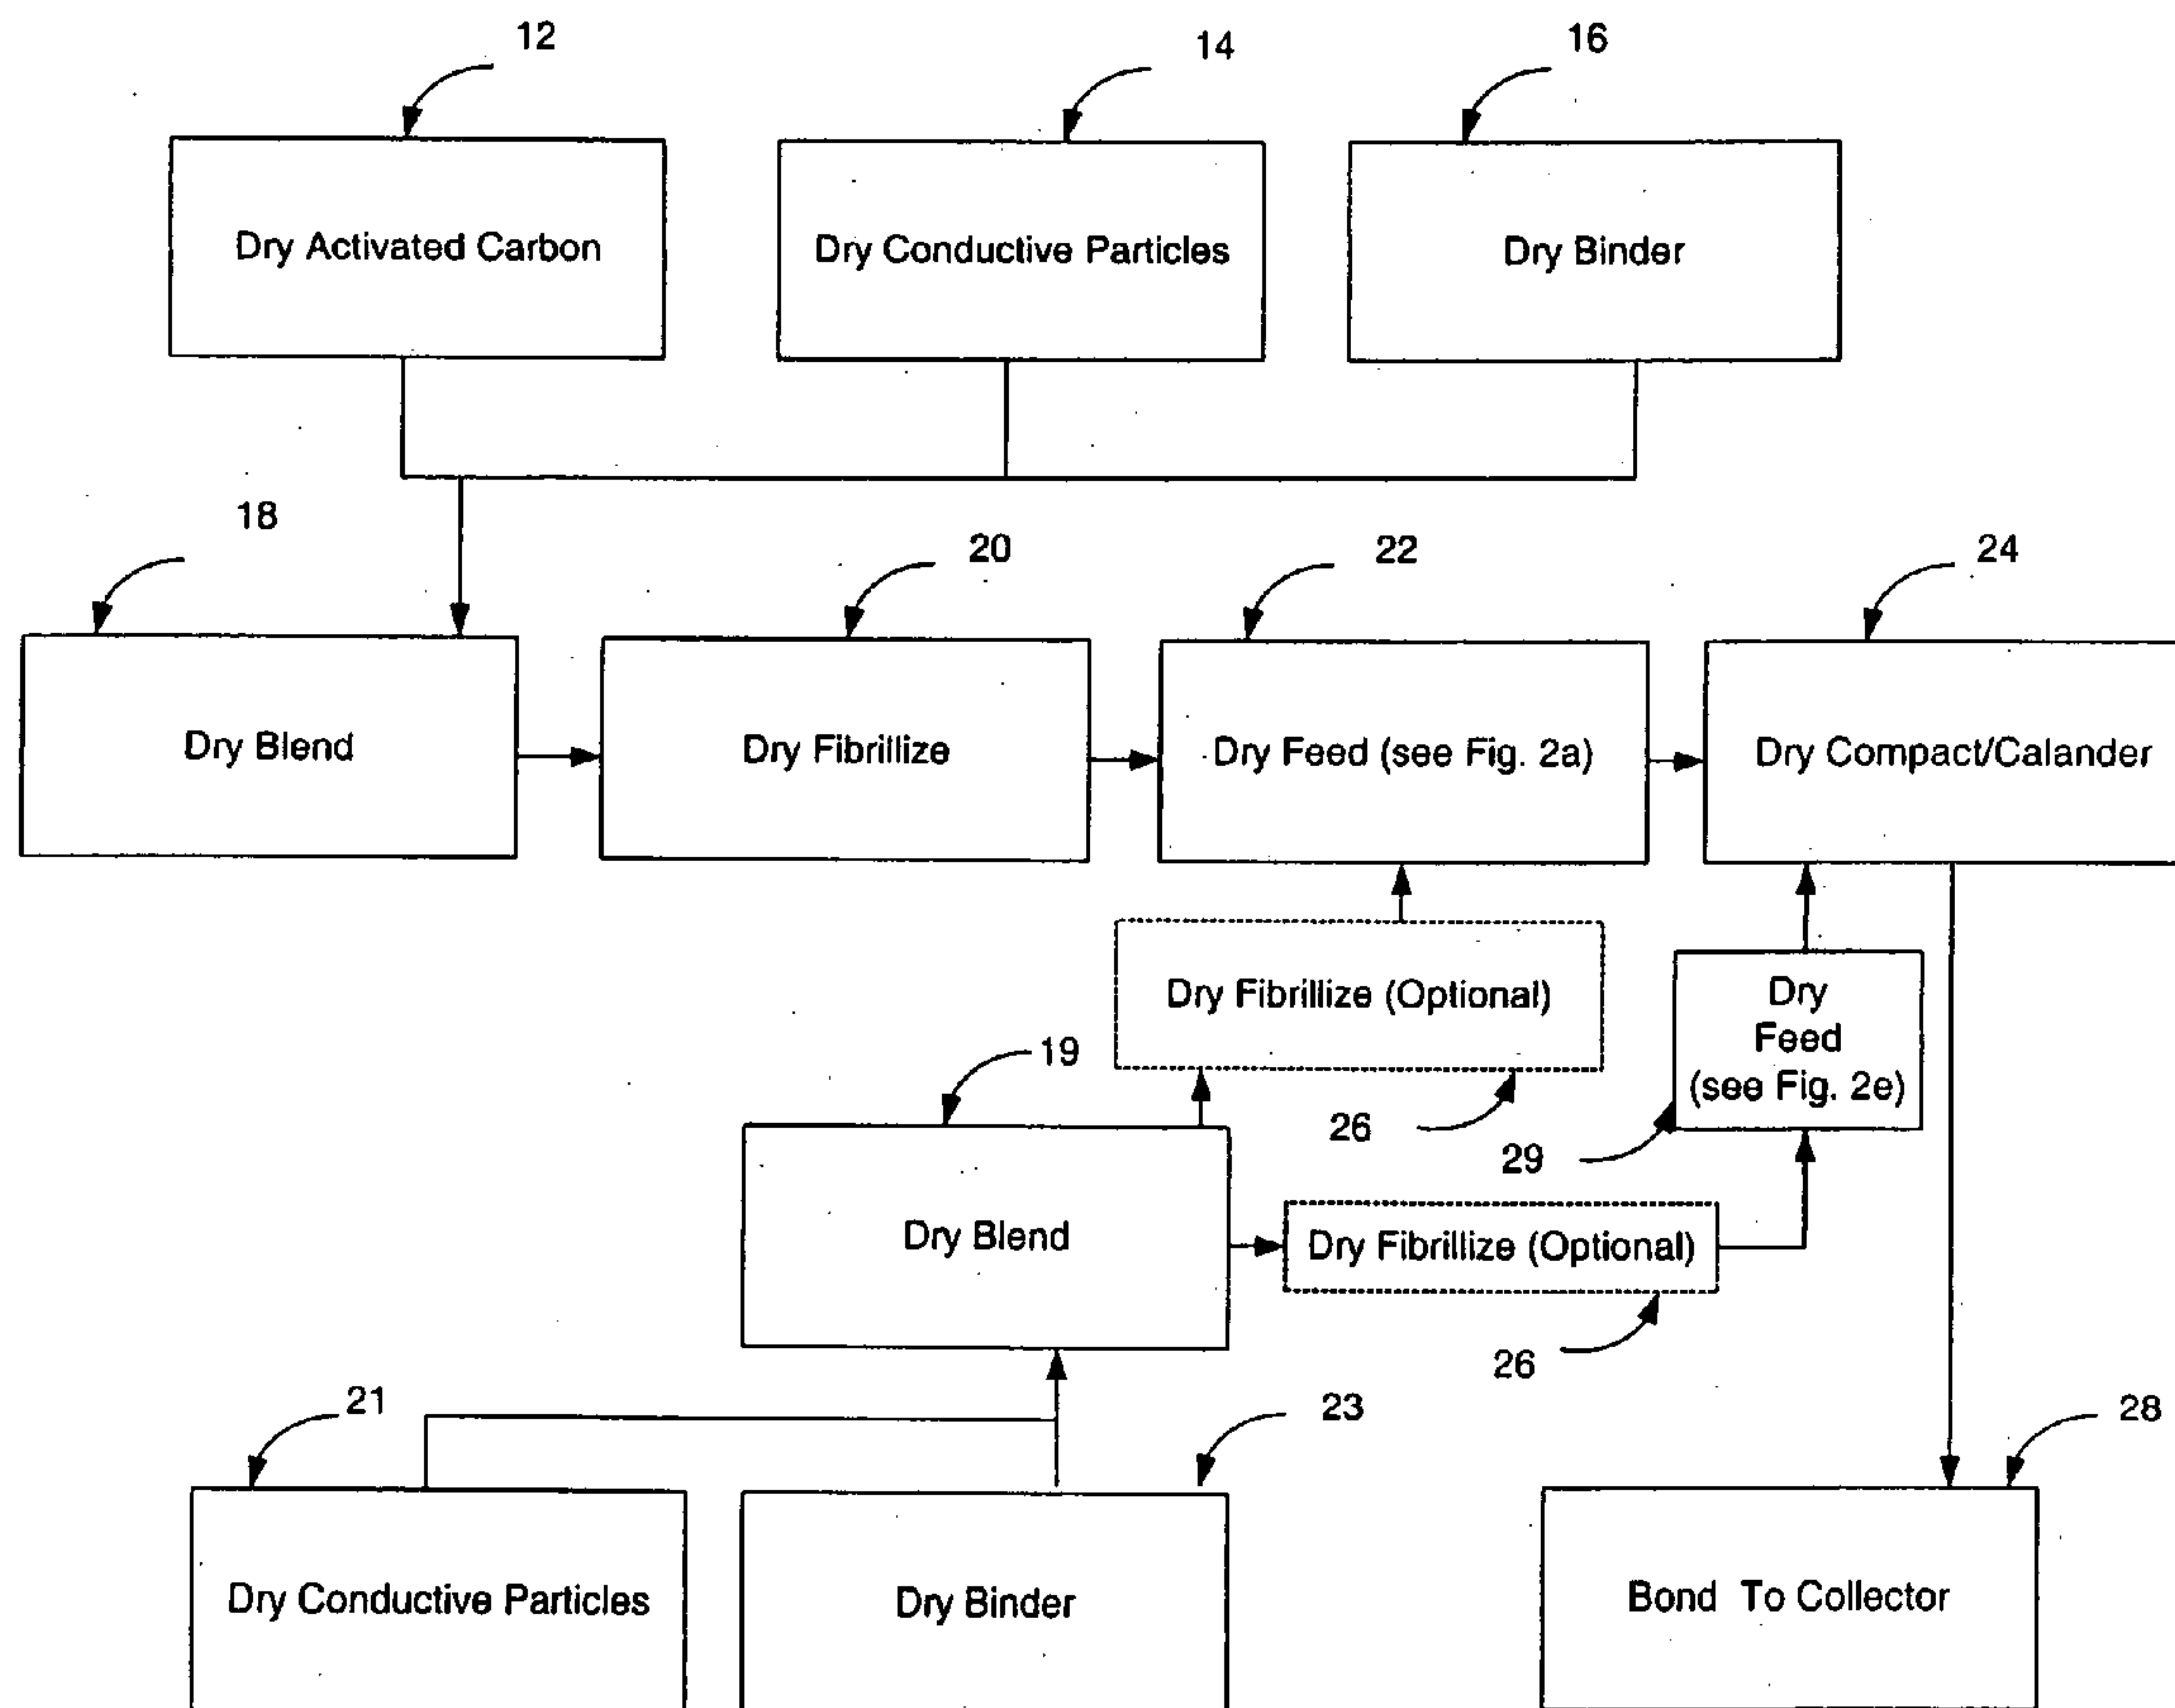 12
14
16
Dry Activated Carbon
Dry Conductive Particles
Dry Binder
18
20
22
24
Dry Blend
Dry Fibrillize
Dry Feed (see Fig. 2a)
Dry Compact/Calander
Dry Fibrillize (Optional)
26
Dry
Feed
(see Fig. 2e)
29
19
Dry Blend
Dry Fibrillize (Optional)
26
21
23
28
Dry Conductive Particles
Dry Binder
Bond To Collector